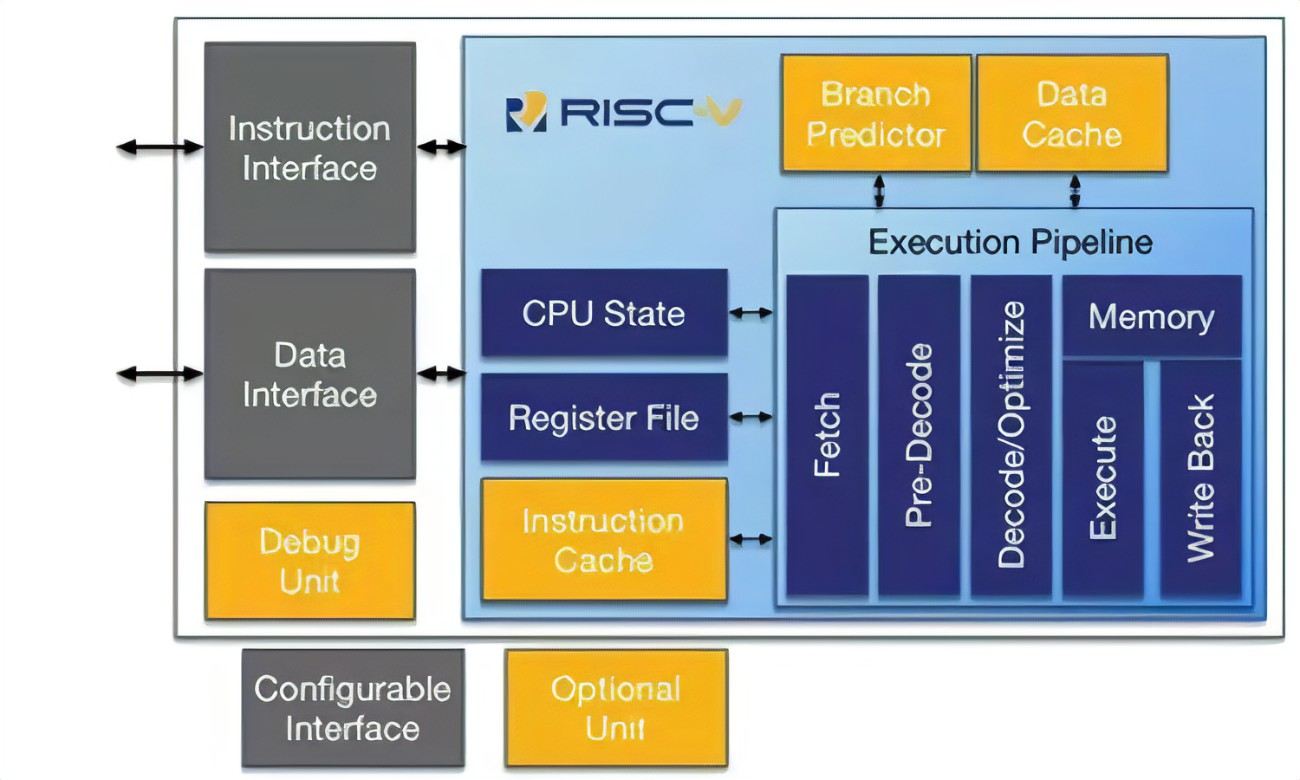 Instruction
Interface
Data
Interface
Debug
Unit
RISC-V
Branch
Predictor
Data
Cache
CPU State
Register File
Instruction
Cache
Execution Pipeline
Fetch
Pre-Decode
Decode/Optimize
Memory
Execute
Write Back
Configurable
Interface
Optional
Unit